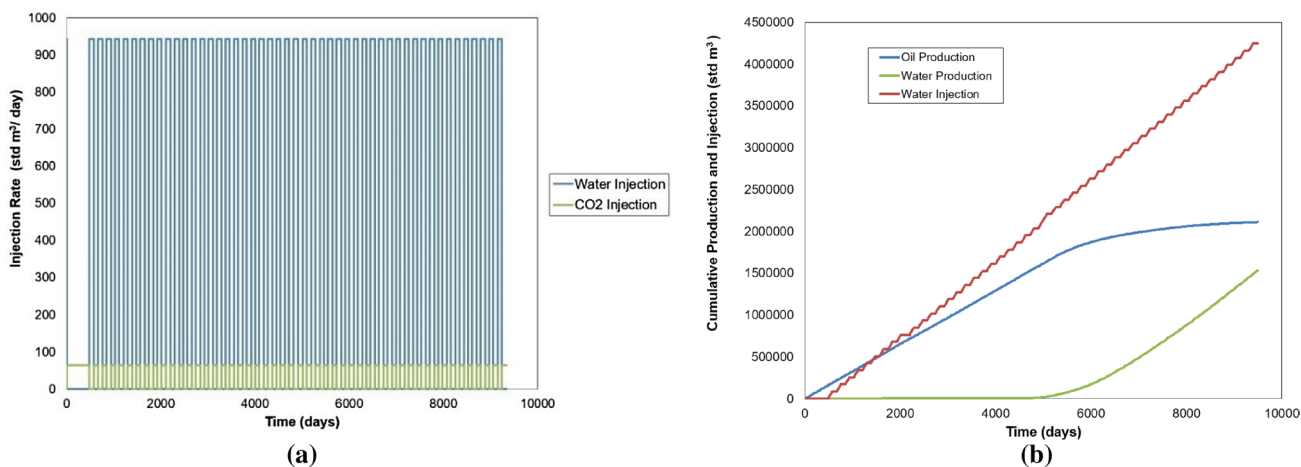 1000
900
800
700
600
500
400
300
200
100
0
Injection Rate (std m³/ day)
0 2000 4000 6000 8000 10000
Time (days)
Water Injection
CO2 Injection
(a)
4500000
4000000
3500000
3000000
2500000
2000000
1500000
1000000
500000
0
Cumulative Production and Injection (std m³)
Oil Production
Water Production
Water Injection
0 2000 4000 6000 8000 10000
Time (days)
(b)